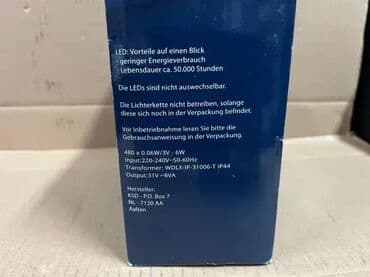 LED: Vorteile auf einen Blick
- geringer Energieverbrauch
- Lebensdauer ca. 50.000 Stunden
Die LEDs sind nicht auswechselbar.
Die Lichterkette nicht betreiben, solange
diese sich noch in der Verpackung befindet.
Vor Inbetriebnahme lesen Sie bitte die
Gebrauchsanweisung in der Verpackung.
480 x 0.06W/3V - 6W
Input:220-240V~50-60Hz
Transformer: WDLX-IP-31006-T IP44
Output:31V ⎓6VA
Hersteller:
KSD - P.O. Box 7
NL - 7120 AA
Aalten